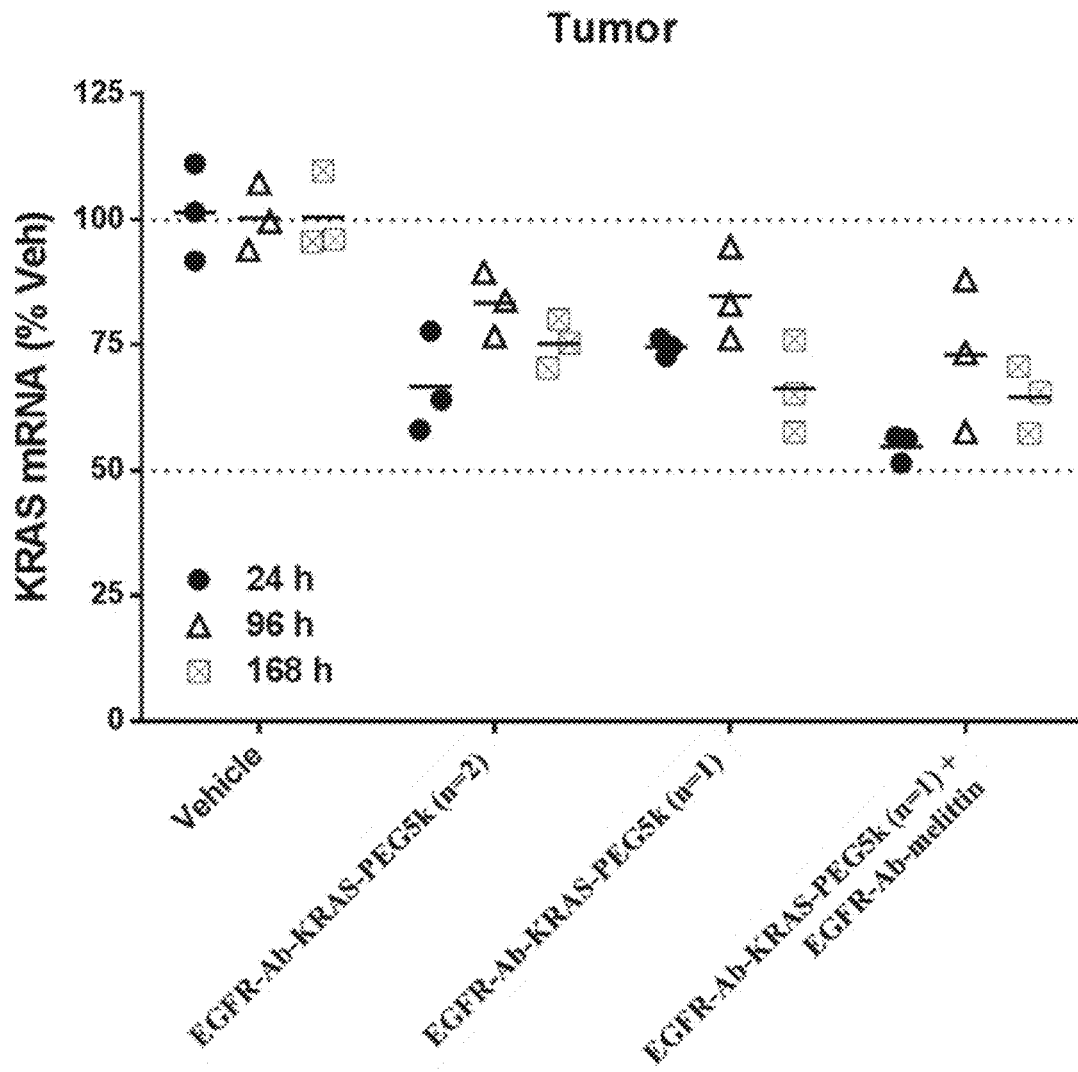 Tumor
KRAS mRNA (% Veh)
125
100
75
50
25
0
24 h
96 h
168 h
Vehicle
EGFR-Ab-KRAS-PEG5k (n=2)
EGFR-Ab-KRAS-PEG5k (n=1)
EGFR-Ab-KRAS-PEG5k (n=1) +
EGFR-Ab-melittin